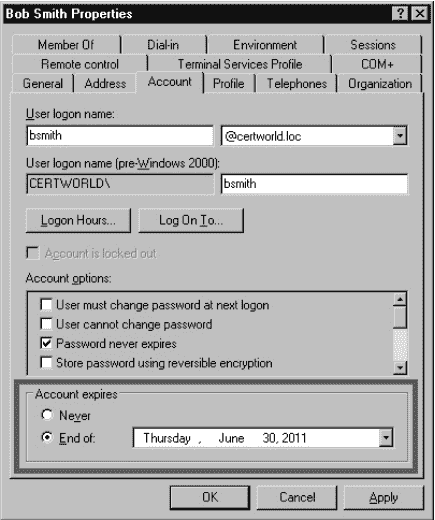 Bob Smith Properties
Member Of Dial-in Environment Sessions
Remote control Terminal Services Profile COM+
General Address Account Profile Telephones Organization
User logon name:
bsmith @certworld.loc
User logon name (pre-Windows 2000):
CERTWORLD\ bsmith
Logon Hours... Log On To...
Account is locked out
Account options:
User must change password at next logon
User cannot change password
Password never expires
Store password using reversible encryption
Account expires
Never
End of: Thursday , June 30, 2011
OK Cancel Apply